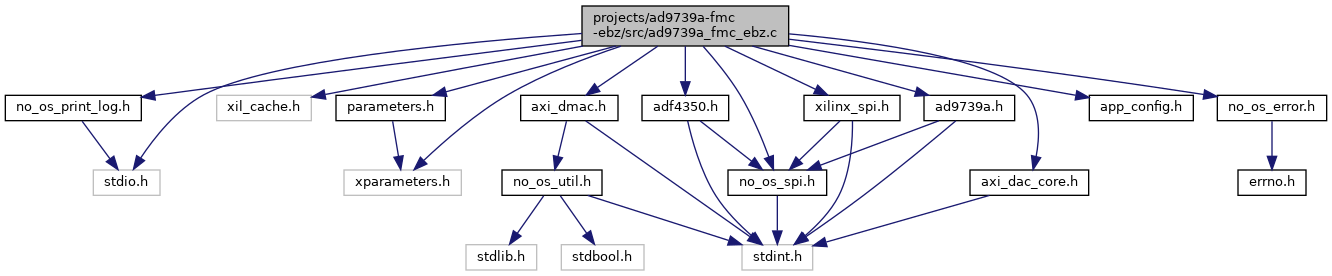 projects/ad9739a-fmc
-ebz/src/ad9739a_fmc_ebz.c
no_os_print_log.h
xil_cache.h
parameters.h
axi_dmac.h
adf4350.h
xilinx_spi.h
ad9739a.h
app_config.h
no_os_error.h
stdio.h
xparameters.h
no_os_util.h
no_os_spi.h
axi_dac_core.h
errno.h
stdlib.h
stdbool.h
stdint.h